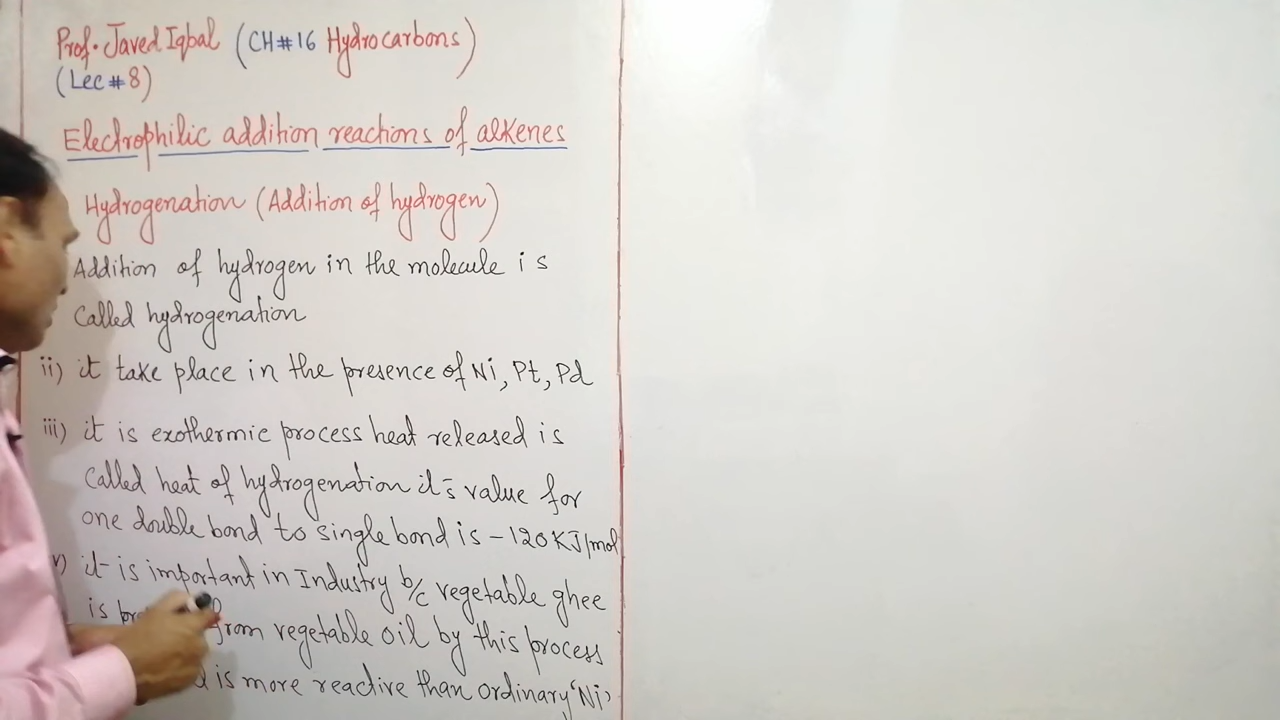 Prof. Javed Iqbal (CH#16 Hydrocarbons)
(Lec#8)
Electrophilic addition reactions of alkenes
Hydrogenation (Addition of hydrogen)
Addition of hydrogen in the molecule is
called hydrogenation
ii) it take place in the presence of Ni, Pt, Pd
iii) it is exothermic process heat released is
called heat of hydrogenation it's value for
one double bond to single bond is -120KJ/mol
v) it is important in Industry b/c vegetable ghee
is from vegetable oil by this process
is more reactive than ordinary 'Ni'